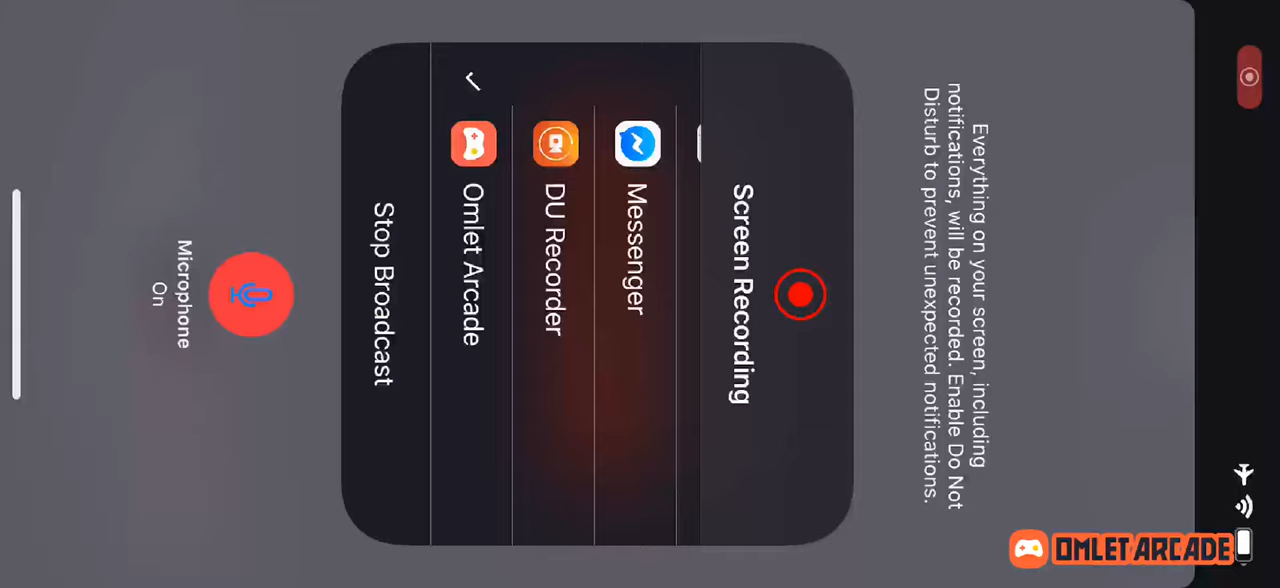 Everything on your screen, including
notifications, will be recorded. Enable Do Not
Disturb to prevent unexpected notifications.
Screen Recording
Messenger
DU Recorder
Omlet Arcade
Stop Broadcast
Microphone
On
OMLET ARCADE